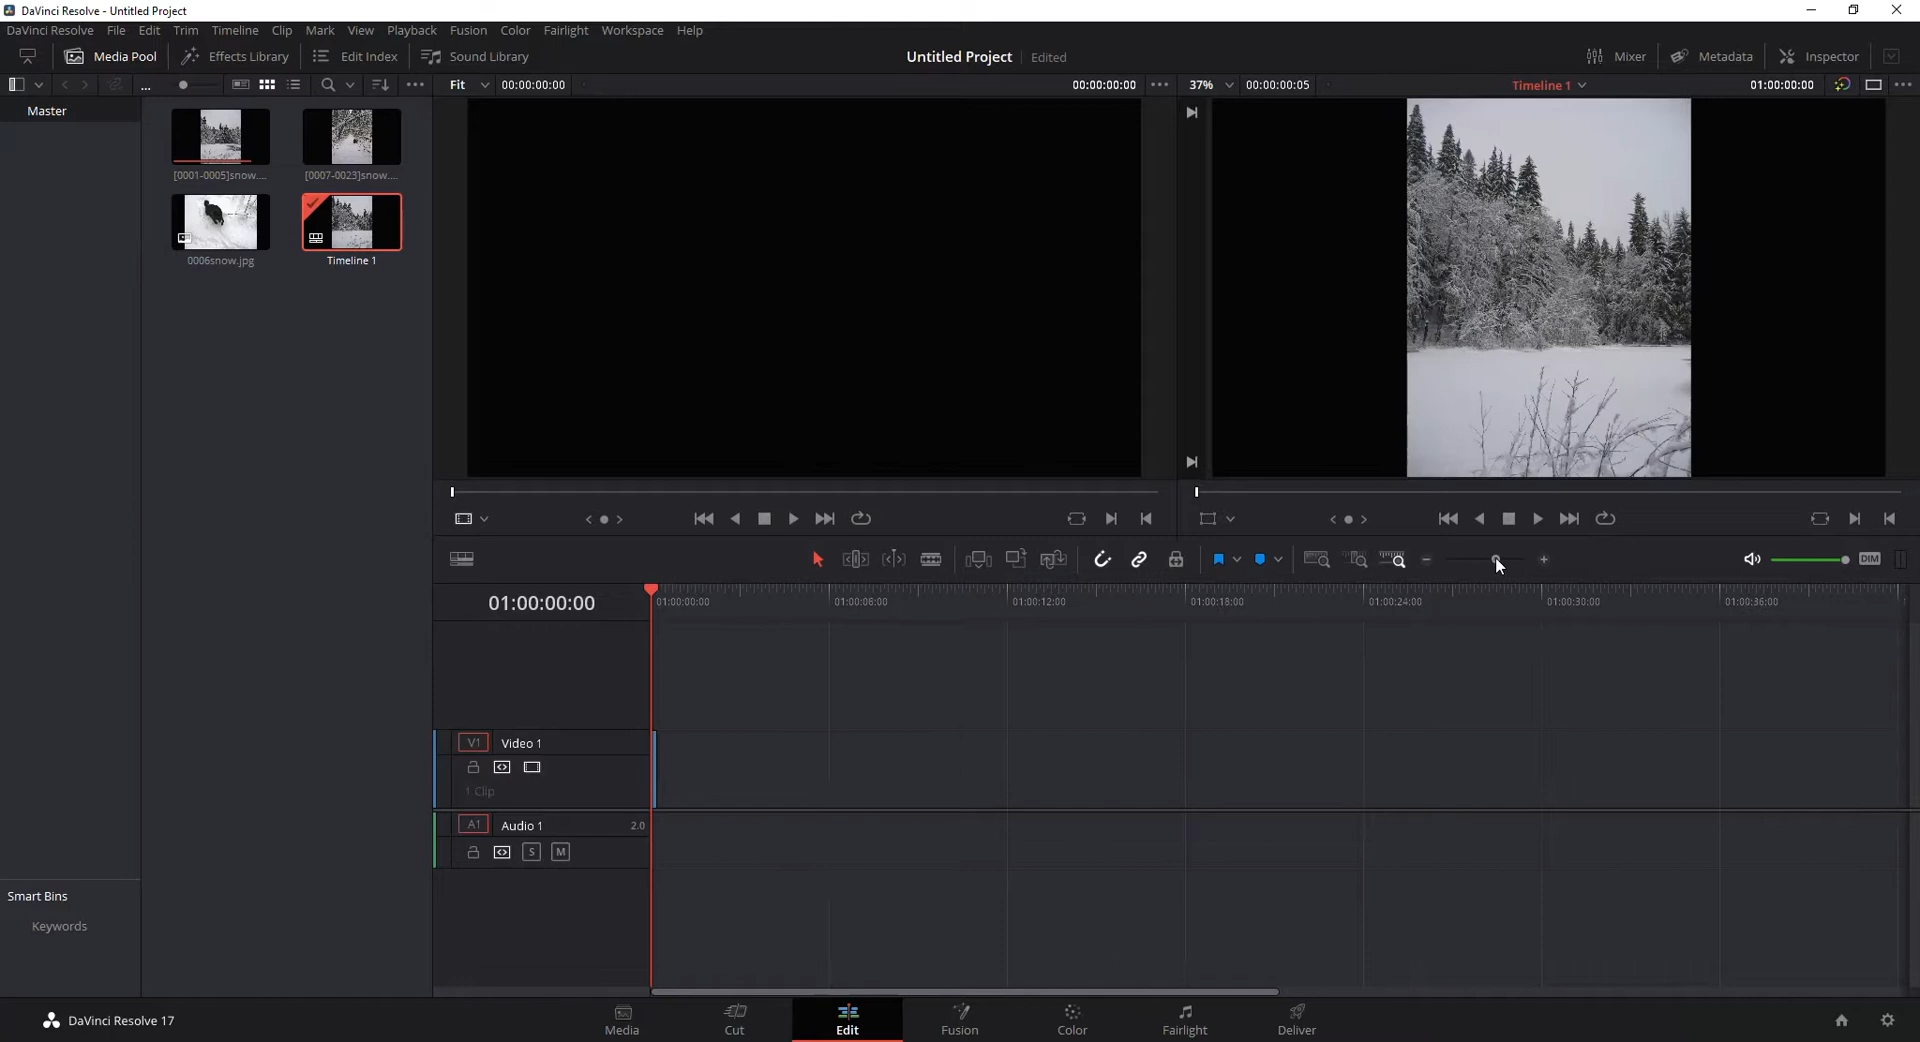 DaVinci Resolve - Untitled Project
DaVinci Resolve File Edit Trim Timeline Clip Mark View Playback Fusion Color Fairlight Workspace Help
Media Pool Effects Library Edit Index Sound Library Untitled Project Edited Mixer Metadata Inspector
... Fit 00:00:00:00 00:00:00:00 37% 00:00:00:05 Timeline 1 01:00:00:00
Master
[0001-0005]snow.... [0007-0023]snow....
0006snow.jpg Timeline 1
DIM
01:00:00:00 01:00:00:00 01:00:06:00 01:00:12:00 01:00:18:00 01:00:24:00 01:00:30:00 01:00:36:00
V1 Video 1
1 Clip
A1 Audio 1 2.0
S M
Smart Bins
Keywords
DaVinci Resolve 17 Media Cut Edit Fusion Color Fairlight Deliver